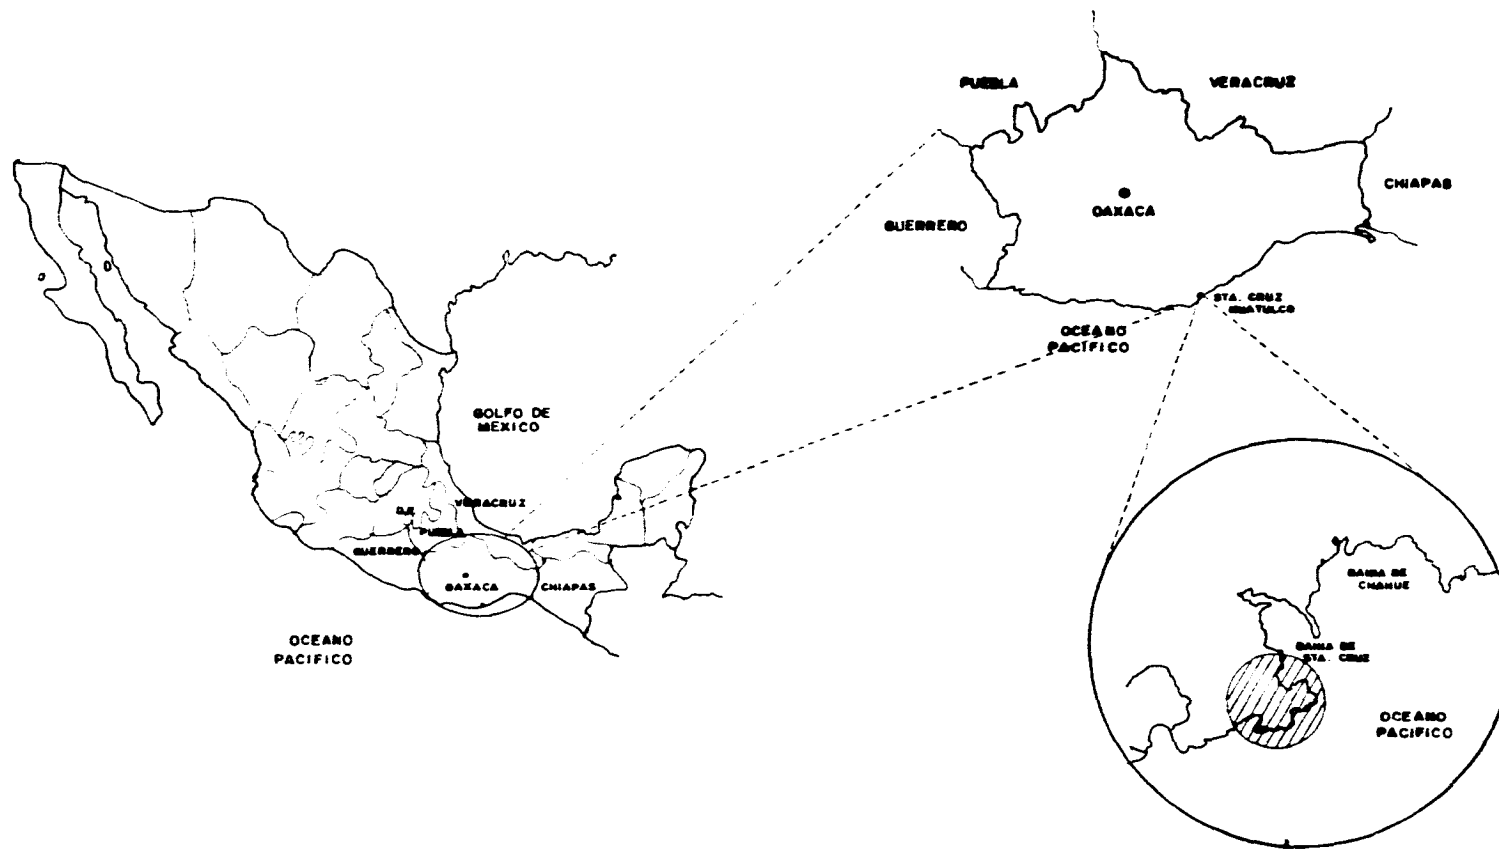 PUEBLA
VERACRUZ
CHIAPAS
OAXACA
GUERRERO
STA. CRUZ
HUATULCO
OCEANO
PACÍFICO
GOLFO DE
MEXICO
VERACRUZ
D.F.
PUEBLA
GUERRERO
OAXACA
CHIAPAS
OCEANO
PACIFICO
BAHIA DE
CHAHUE
BAHIA DE
STA. CRUZ
OCEANO
PACIFICO